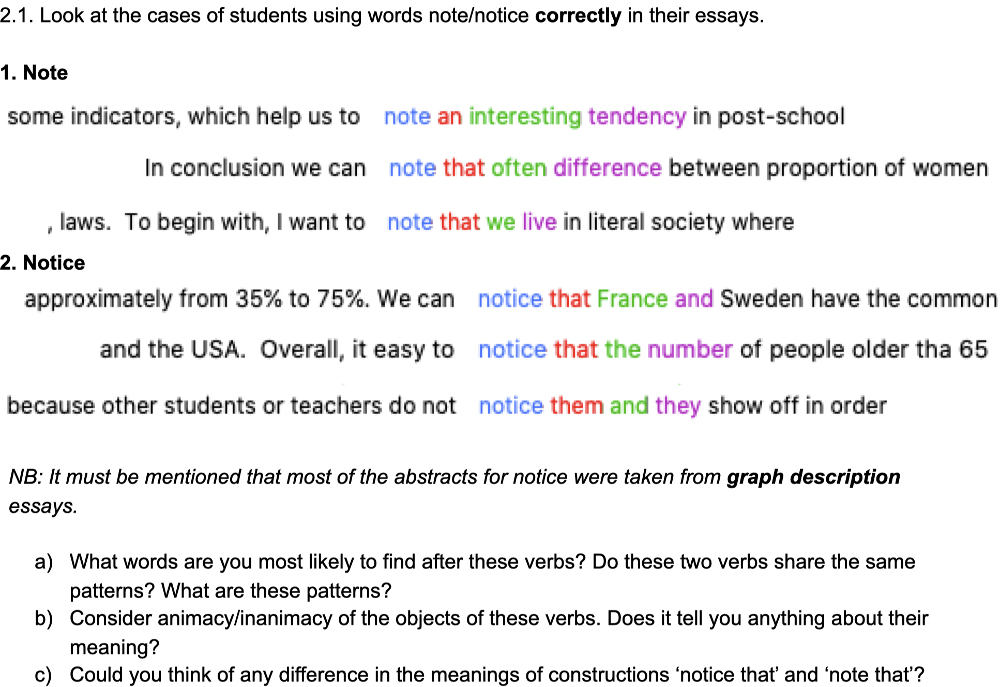 2.1. Look at the cases of students using words note/notice correctly in their essays.
1. Note
some indicators, which help us to note an interesting tendency in post-school
In conclusion we can note that often difference between proportion of women
, laws. To begin with, I want to note that we live in literal society where
2. Notice
approximately from 35% to 75%. We can notice that France and Sweden have the common
and the USA. Overall, it easy to notice that the number of people older tha 65
because other students or teachers do not notice them and they show off in order
NB: It must be mentioned that most of the abstracts for notice were taken from graph description
essays.
a) What words are you most likely to find after these verbs? Do these two verbs share the same
patterns? What are these patterns?
b) Consider animacy/inanimacy of the objects of these verbs. Does it tell you anything about their
meaning?
c) Could you think of any difference in the meanings of constructions ‘notice that’ and ‘note that’?